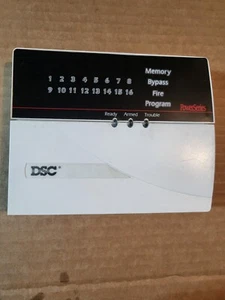 1 2 3 4 5 6 7 8
9 10 11 12 13 14 15 16
Memory
Bypass
Fire
Program
PowerSeries
Ready Armed Trouble
DSC®